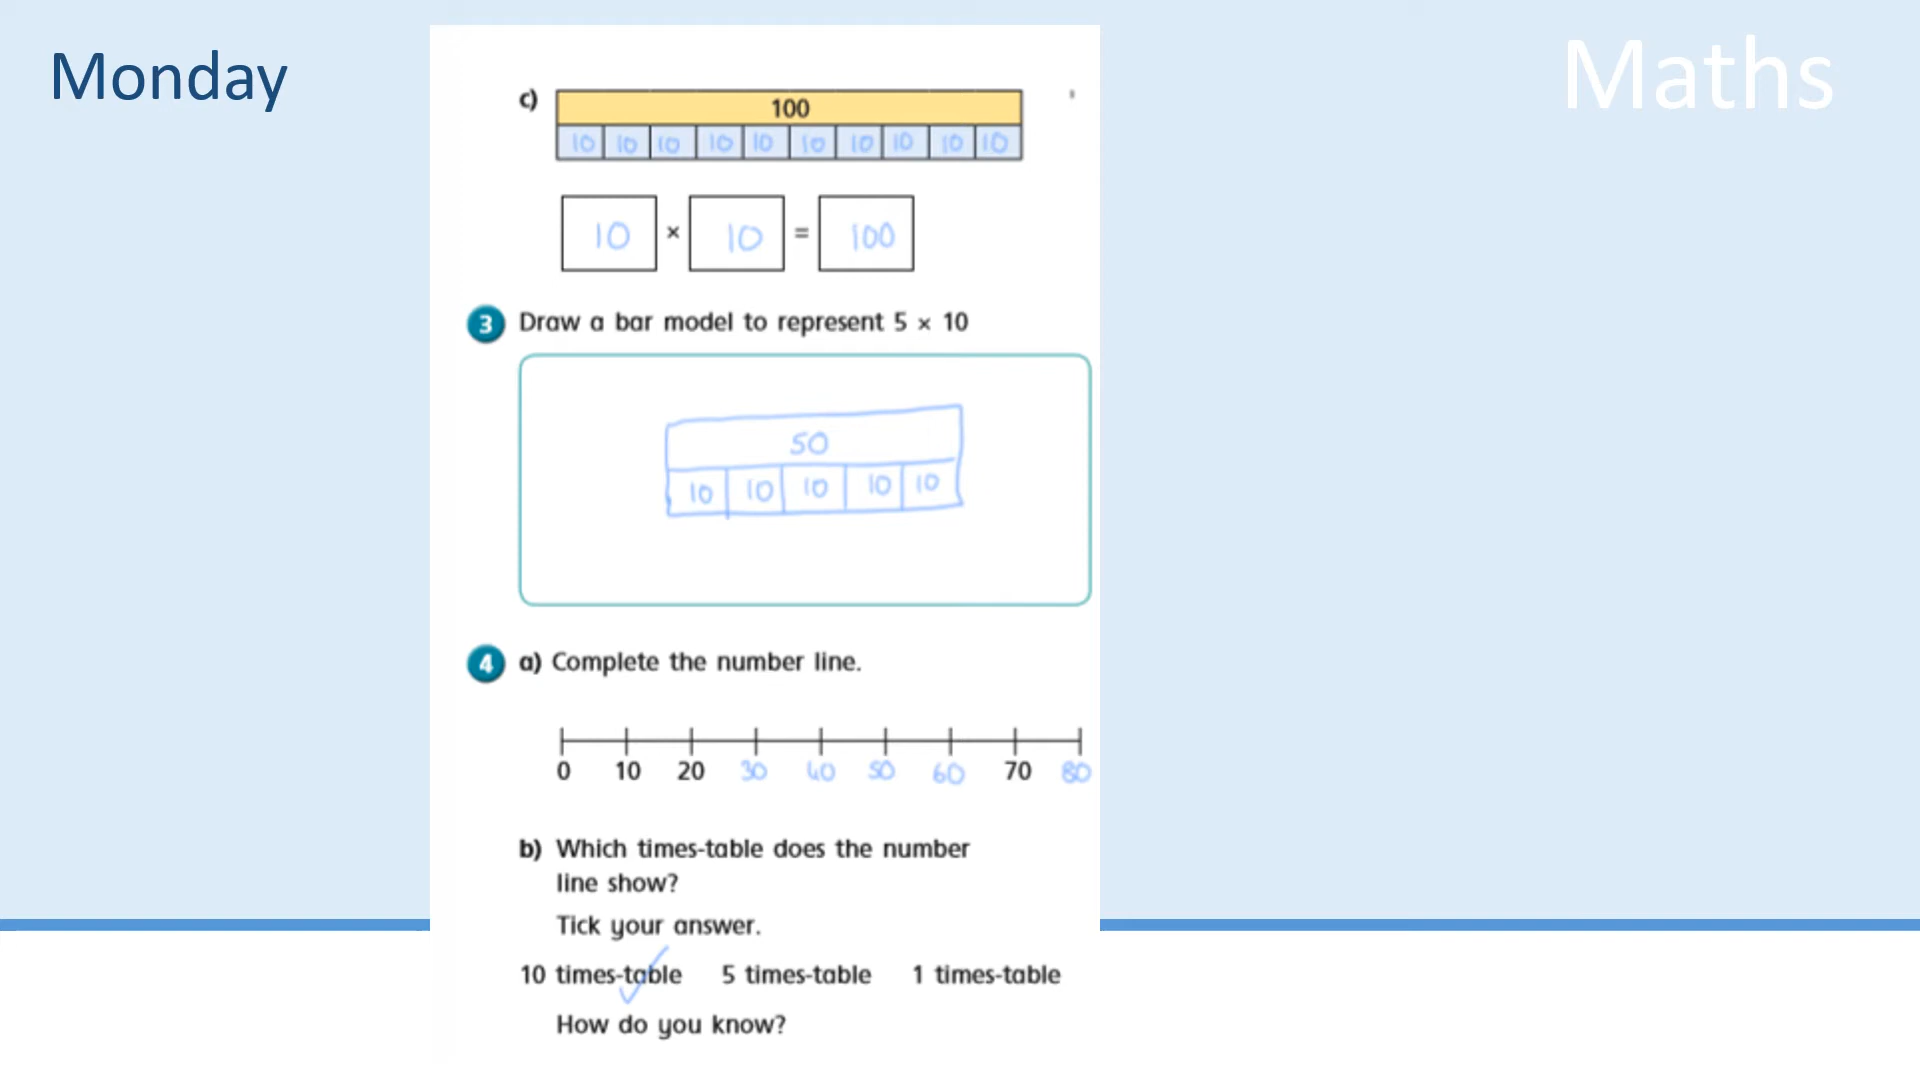 Monday
Maths
c) 100
10 10 10 10 10 10 10 10 10 10
10 × 10 = 100
3 Draw a bar model to represent 5 × 10
50
10 10 10 10 10
4 a) Complete the number line.
0 10 20 30 40 50 60 70 80
b) Which times-table does the number
line show?
Tick your answer.
10 times-table 5 times-table 1 times-table
How do you know?